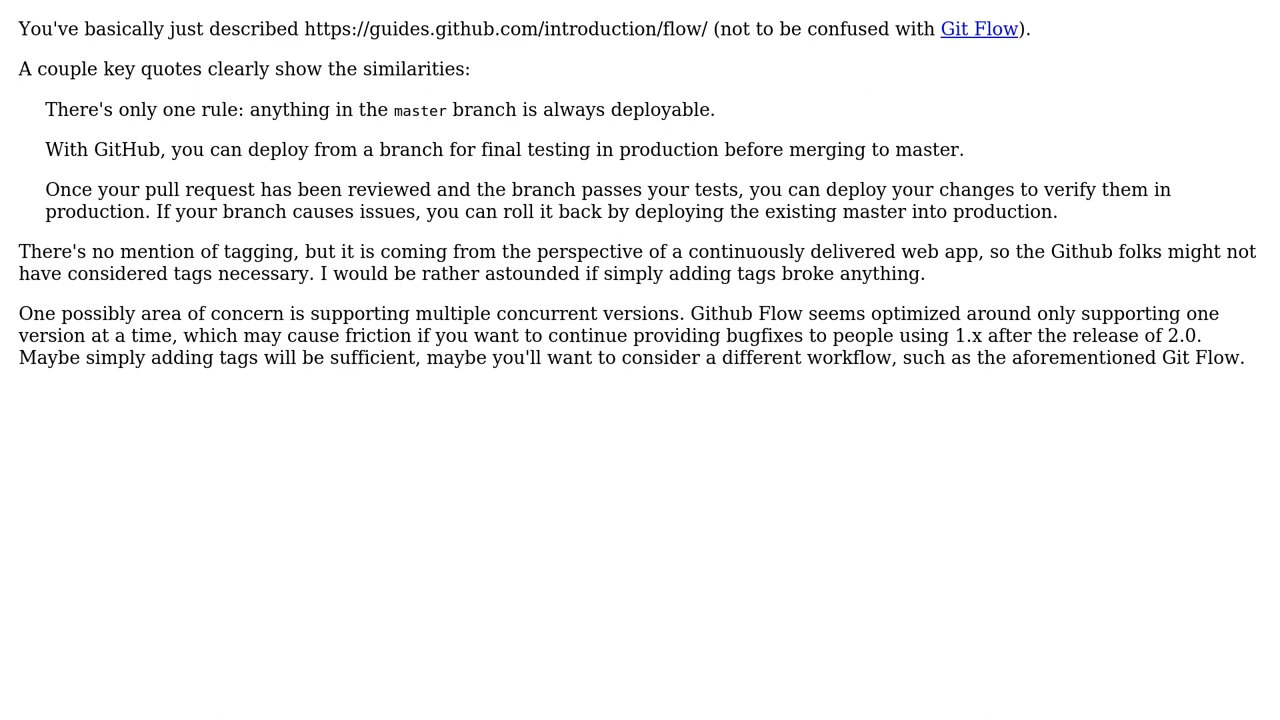 You've basically just described https://guides.github.com/introduction/flow/ (not to be confused with Git Flow).
A couple key quotes clearly show the similarities:
There's only one rule: anything in the master branch is always deployable.
With GitHub, you can deploy from a branch for final testing in production before merging to master.
Once your pull request has been reviewed and the branch passes your tests, you can deploy your changes to verify them in
production. If your branch causes issues, you can roll it back by deploying the existing master into production.
There's no mention of tagging, but it is coming from the perspective of a continuously delivered web app, so the Github folks might not
have considered tags necessary. I would be rather astounded if simply adding tags broke anything.
One possibly area of concern is supporting multiple concurrent versions. Github Flow seems optimized around only supporting one
version at a time, which may cause friction if you want to continue providing bugfixes to people using 1.x after the release of 2.0.
Maybe simply adding tags will be sufficient, maybe you'll want to consider a different workflow, such as the aforementioned Git Flow.